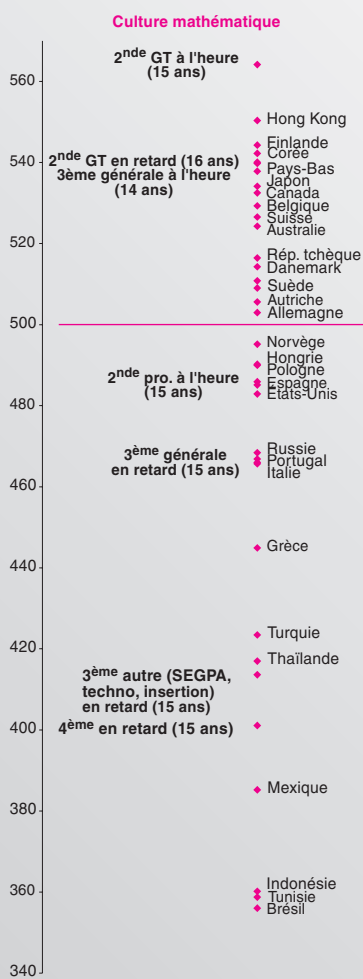 Culture mathématique
2nde GT à l'heure
(15 ans)
560
Hong Kong
Finlande
Corée
540
2nde GT en retard (16 ans)
3ème générale à l'heure
(14 ans)
Pays-Bas
Japon
Canada
Belgique
Suisse
Australie
520
Rép. tchèque
Danemark
Suède
Autriche
Allemagne
500
Norvège
Hongrie
Pologne
2nde pro. à l'heure
(15 ans)
Espagne
Etats-Unis
480
3ème générale
en retard (15 ans)
Russie
Portugal
Italie
460
Grèce
440
Turquie
420
Thaïlande
3ème autre (SEGPA,
techno, insertion)
en retard (15 ans)
4ème en retard (15 ans)
400
Mexique
380
360
Indonésie
Tunisie
Brésil
340